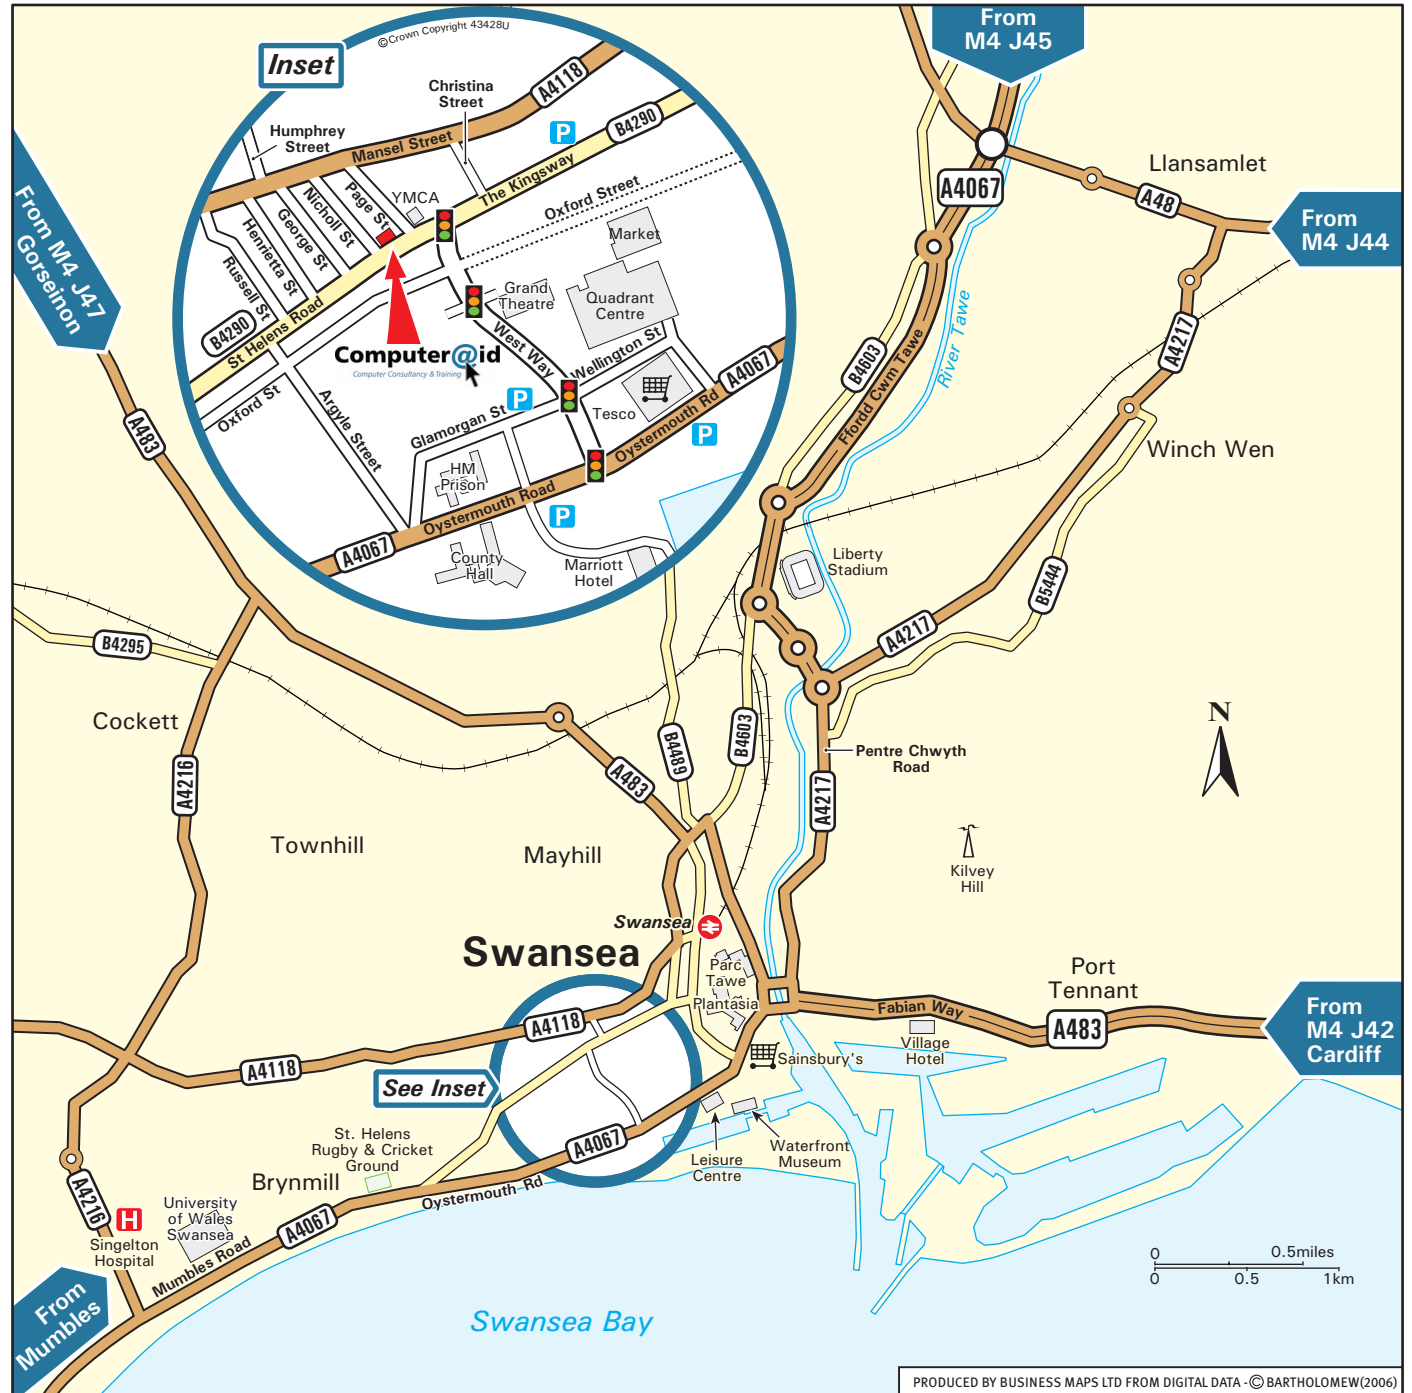 ©Crown Copyright 43428U
Inset
From
M4 J45
Christina
Street
A4118
Humphrey
Street
Mansel Street
P
B4290
Llansamlet
The Kingsway
Page St
YMCA
Nicholl St
George St
Henrietta St
Russell St
Oxford Street
Market
A4067
A48
From
M4 J44
From M4 J47
Gorseinon
Grand
Theatre
Quadrant
Centre
B4290
St Helens Road
Computer@id
Computer Consultancy & Training
West Way
Wellington St
A4067
River Tawe
A4217
B4603
Ffordd Cwm Tawe
Oxford St
Argyle Street
P
Glamorgan St
Tesco
Oystermouth Rd
P
A483
Winch Wen
HM
Prison
Oystermouth Road
P
A4067
County
Hall
Marriott
Hotel
Liberty
Stadium
B5444
A4217
B4295
Cockett
N
B4489
B4603
Pentre Chwyth
Road
A4216
A483
A4217
Townhill
Mayhill
Kilvey
Hill
Swansea
Swansea
Parc
Tawe
Plantasia
Port
Tennant
Fabian Way
A483
From
M4 J42
Cardiff
A4118
Village
Hotel
Sainsbury's
A4118
See Inset
St. Helens
Rugby & Cricket
Ground
A4067
Leisure
Centre
Waterfront
Museum
Brynmill
Oystermouth Rd
A4216
H
Singelton
Hospital
University
of Wales
Swansea
A4067
Mumbles Road
0 0.5miles
0 0.5 1km
From
Mumbles
Swansea Bay
PRODUCED BY BUSINESS MAPS LTD FROM DIGITAL DATA - © BARTHOLOMEW(2006)